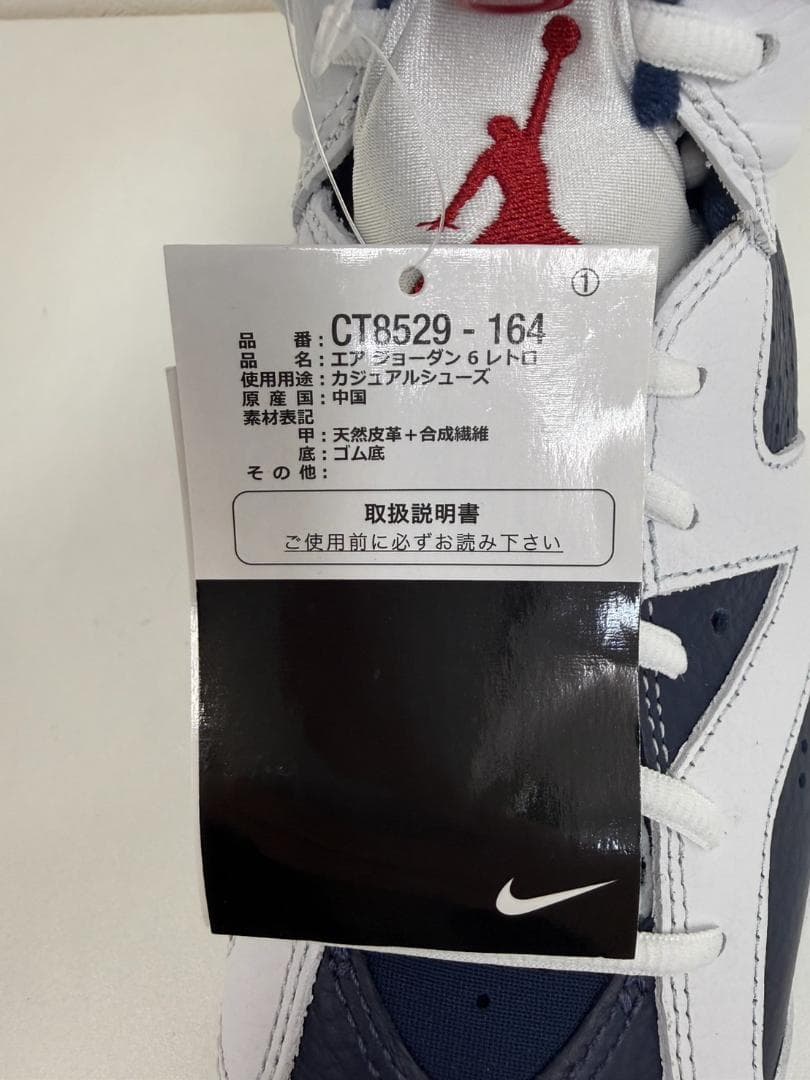 ①
品 番:CT8529 - 164
品 名:エア ジョーダン 6 レトロ
使用用途:カジュアルシューズ
原 産 国:中国
素材表記
甲:天然皮革+合成繊維
底:ゴム底
そ の 他:
取扱説明書
ご使用前に必ずお読み下さい